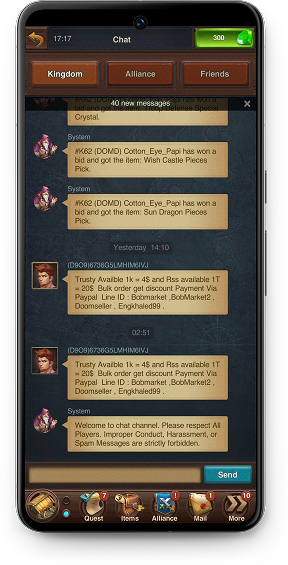 17:17
Chat
300
Kingdom
Alliance
Friends
40 new messages
Crystal.
System
#K62 (DOMD) Cotton_Eye_Papi has won a
bid and got the item: Wish Castle Pieces
Pick.
System
#K62 (DOMD) Cotton_Eye_Papi has won a
bid and got the item: Sun Dragon Pieces
Pick.
Yesterday 14:10
(D9O9)6736G5LMHIM6IVJ
Trusty Availble 1k = 4$ and Rss available 1T
= 20$ Bulk order get discount Payment Via
Paypal Line ID : Bobmarket ,BobMarket2 ,
Doomseller , Engkhaled99 .
02:51
(D9O9)6736G5LMHIM6IVJ
Trusty Availble 1k = 4$ and Rss available 1T
= 20$ Bulk order get discount Payment Via
Paypal Line ID : Bobmarket ,BobMarket2
, Doomseller , Engkhaled99 .
System
Welcome to chat channel. Please respect All
Players. Improper Conduct, Harassment, or
Spam Messages are strictly forbidden.
Send
7
1
1
10
Quest
Items
Alliance
Mail
More